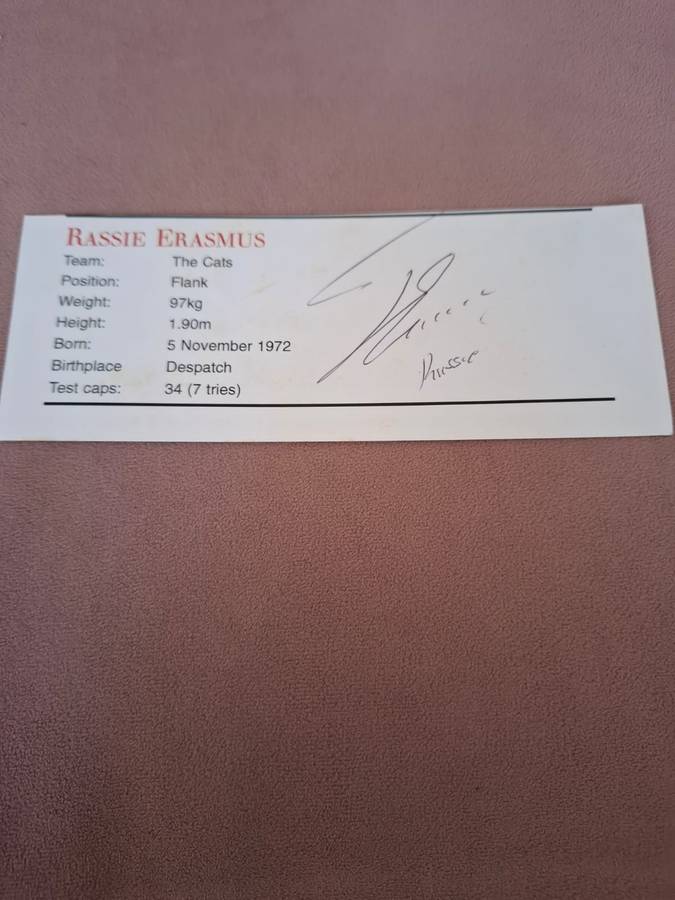 RASSIE ERASMUS
Team: The Cats
Position: Flank
Weight: 97kg
Height: 1.90m
Born: 5 November 1972
Birthplace Despatch
Test caps: 34 (7 tries)
Rassie